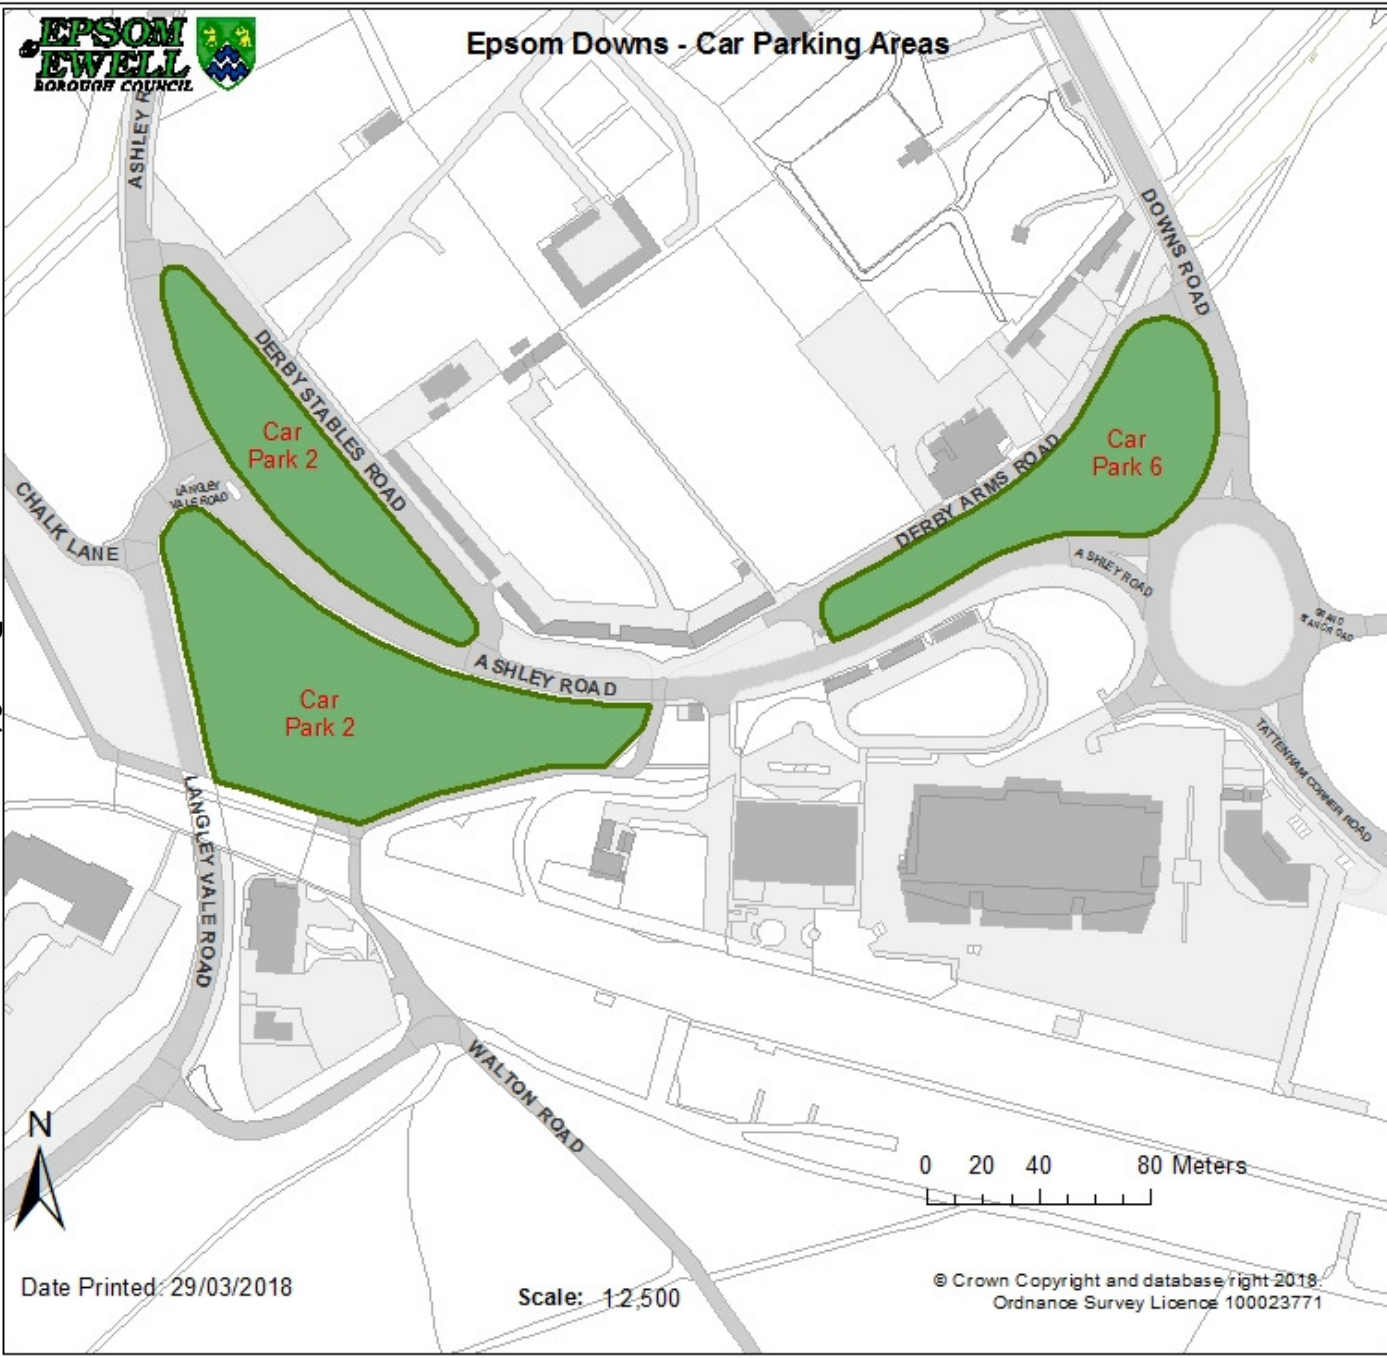 EPSOM
& EWELL
BOROUGH COUNCIL
Epsom Downs - Car Parking Areas
ASHLEY R
DOWNS ROAD
DERBY STABLES ROAD
Car
Park 2
Car
Park 6
LANGLEY
VALE ROAD
CHALK LANE
DERBY ARMS ROAD
ASHLEY ROAD
GRAND
STAND ROAD
ASHLEY ROAD
Car
Park 2
TATTENHAM CORNER ROAD
LANGLEY VALE ROAD
WALTON ROAD
N
0 20 40 80 Meters
Date Printed: 29/03/2018
Scale: 1:2,500
© Crown Copyright and database right 2018.
Ordnance Survey Licence 100023771